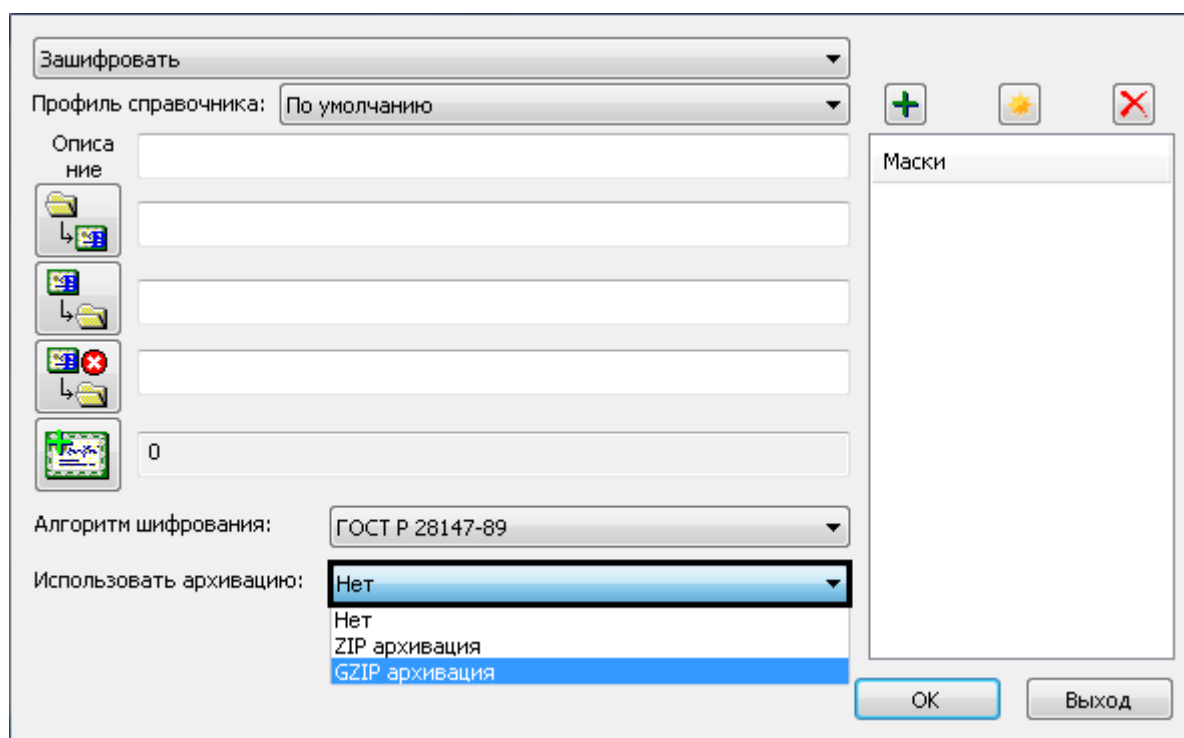 Зашифровать
Профиль справочника: По умолчанию
Описа
ние
Маски
0
Алгоритм шифрования: ГОСТ Р 28147-89
Использовать архивацию: Нет
Нет
ZIP архивация
GZIP архивация
OK Выход